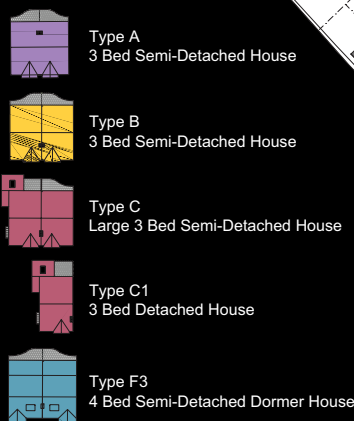 Type A
3 Bed Semi-Detached House
Type B
3 Bed Semi-Detached House
Type C
Large 3 Bed Semi-Detached House
Type C1
3 Bed Detached House
Type F3
4 Bed Semi-Detached Dormer House